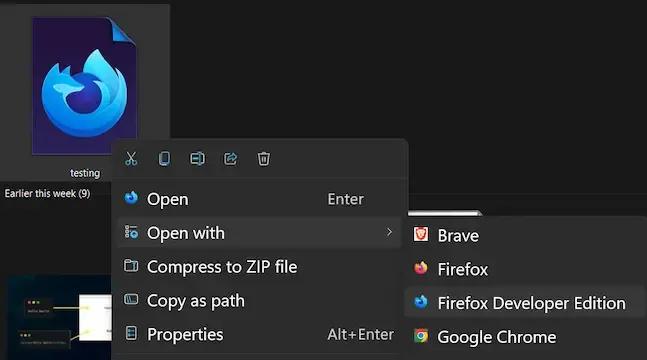 testing
Earlier this week (9)
Open Enter
Open with
Compress to ZIP file
Copy as path
Properties Alt+Enter
Brave
Firefox
Firefox Developer Edition
Google Chrome